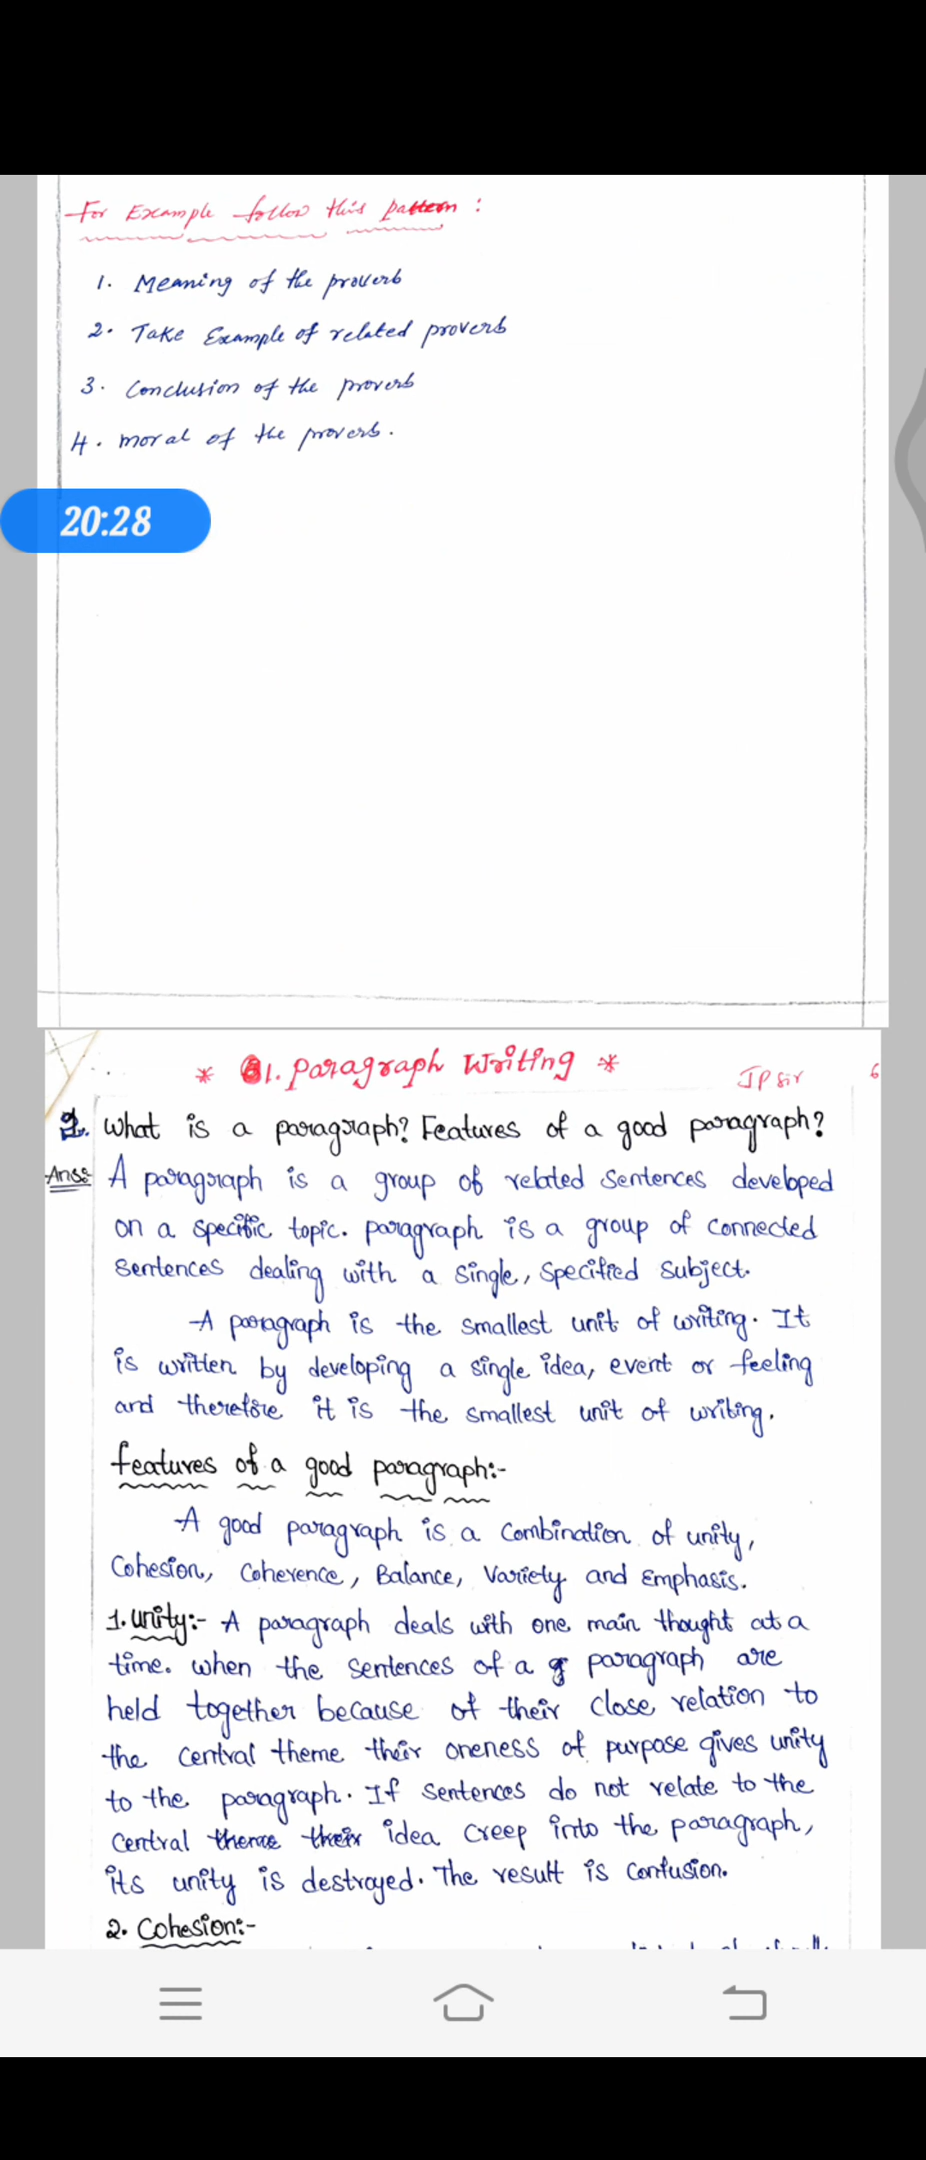 For Example follow this pattern :
1. Meaning of the proverb
2. Take Example of related proverb
3. Conclusion of the proverb
4. moral of the proverb.
20:28
* 1. Paragraph Writing *
JP sir 6
1. What is a paragraph? Features of a good paragraph?
Ans:- A paragraph is a group of related sentences developed
on a specific topic. paragraph is a group of connected
sentences dealing with a single, specified subject.
A paragraph is the smallest unit of writing. It
is written by developing a single idea, event or feeling
and therefore it is the smallest unit of writing.
features of a good paragraph:-
A good paragraph is a combination of unity,
Cohesion, Coherence, Balance, Variety and Emphasis.
1. unity:- A paragraph deals with one main thought at a
time. when the sentences of a paragraph are
held together because of their close relation to
the central theme their oneness of purpose gives unity
to the paragraph. If sentences do not relate to the
central theme their idea creep into the paragraph,
its unity is destroyed. The result is confusion.
2. Cohesion:-